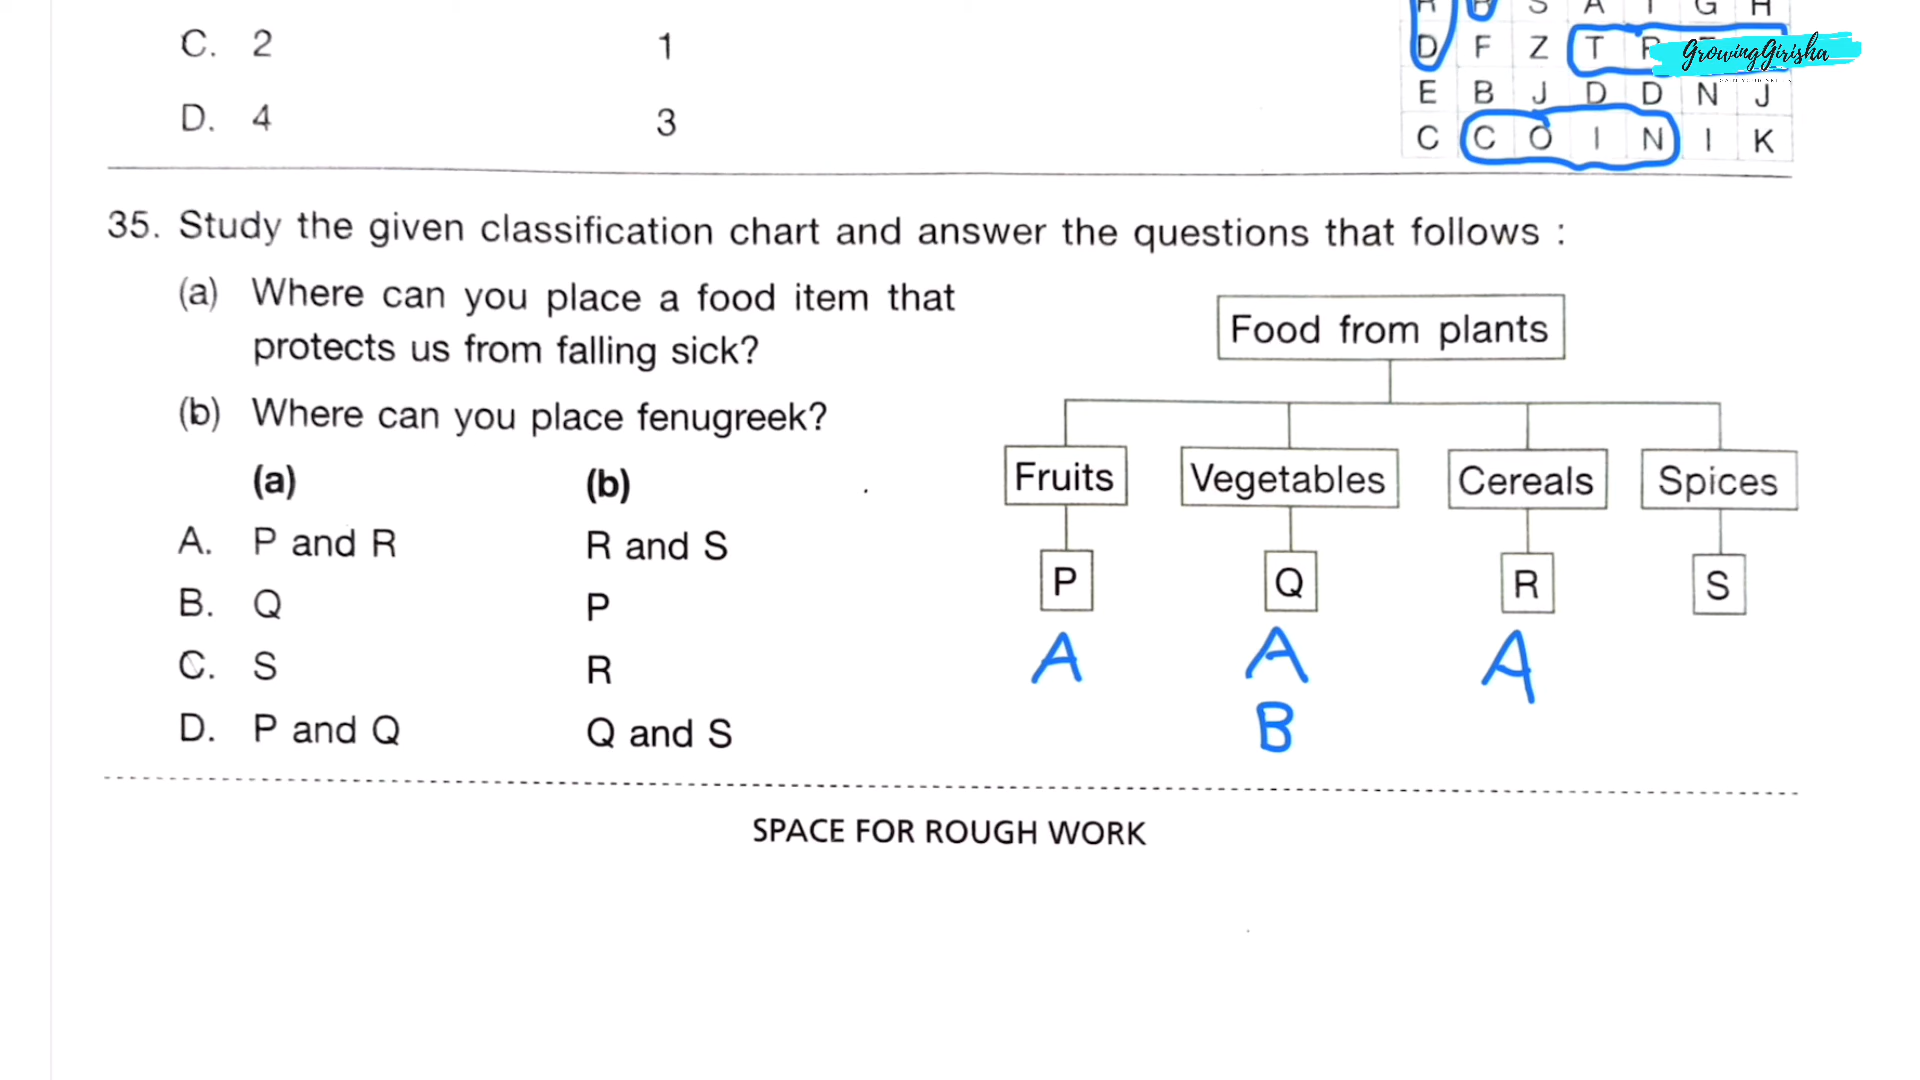 C. 2 1
D. 4 3
S A I G H
D F Z T
GrowingGirisha
E B J D D N J
C C O I N I K
35. Study the given classification chart and answer the questions that follows :
(a) Where can you place a food item that
protects us from falling sick?
(b) Where can you place fenugreek?
(a) (b)
A. P and R R and S
B. Q P
C. S R
D. P and Q Q and S
Food from plants
Fruits Vegetables Cereals Spices
P Q R S
A A A
B
SPACE FOR ROUGH WORK